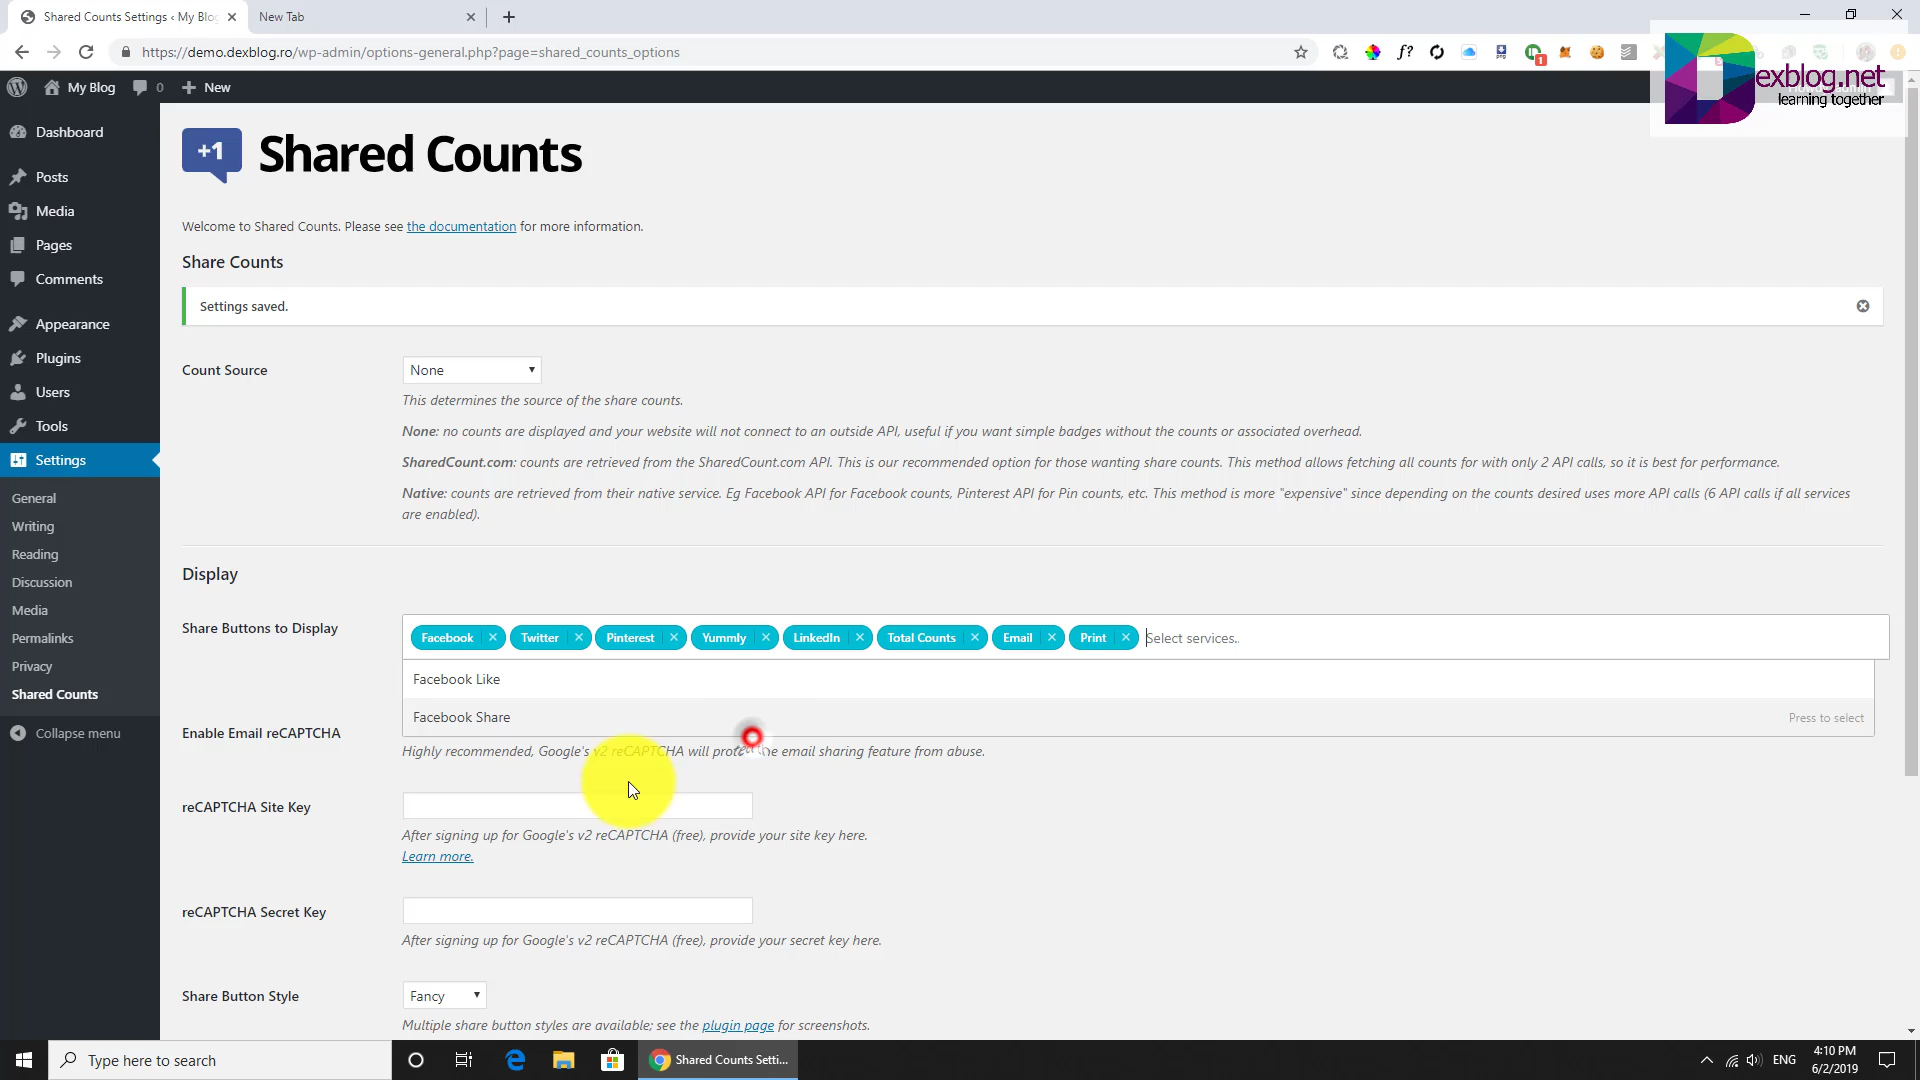 Shared Counts Settings ‹ My Blog
New Tab
https://demo.dexblog.ro/wp-admin/options-general.php?page=shared_counts_options
exblog.net
learning together
My Blog
0
New
Dashboard
Posts
Media
Pages
Comments
Appearance
Plugins
Users
Tools
Settings
General
Writing
Reading
Discussion
Media
Permalinks
Privacy
Shared Counts
Collapse menu
+1
Shared Counts
Welcome to Shared Counts. Please see the documentation for more information.
Share Counts
Settings saved.
Count Source
None
This determines the source of the share counts.
None: no counts are displayed and your website will not connect to an outside API, useful if you want simple badges without the counts or associated overhead.
SharedCount.com: counts are retrieved from the SharedCount.com API. This is our recommended option for those wanting share counts. This method allows fetching all counts for with only 2 API calls, so it is best for performance.
Native: counts are retrieved from their native service. Eg Facebook API for Facebook counts, Pinterest API for Pin counts, etc. This method is more "expensive" since depending on the counts desired uses more API calls (6 API calls if all services
are enabled).
Display
Share Buttons to Display
Facebook
Twitter
Pinterest
Yummly
LinkedIn
Total Counts
Email
Print
Select services..
Facebook Like
Facebook Share
Press to select
Enable Email reCAPTCHA
Highly recommended, Google's v2 reCAPTCHA will protect the email sharing feature from abuse.
reCAPTCHA Site Key
After signing up for Google's v2 reCAPTCHA (free), provide your site key here.
Learn more.
reCAPTCHA Secret Key
After signing up for Google's v2 reCAPTCHA (free), provide your secret key here.
Share Button Style
Fancy
Multiple share button styles are available; see the plugin page for screenshots.
Type here to search
Shared Counts Setti...
ENG
4:10 PM
6/2/2019